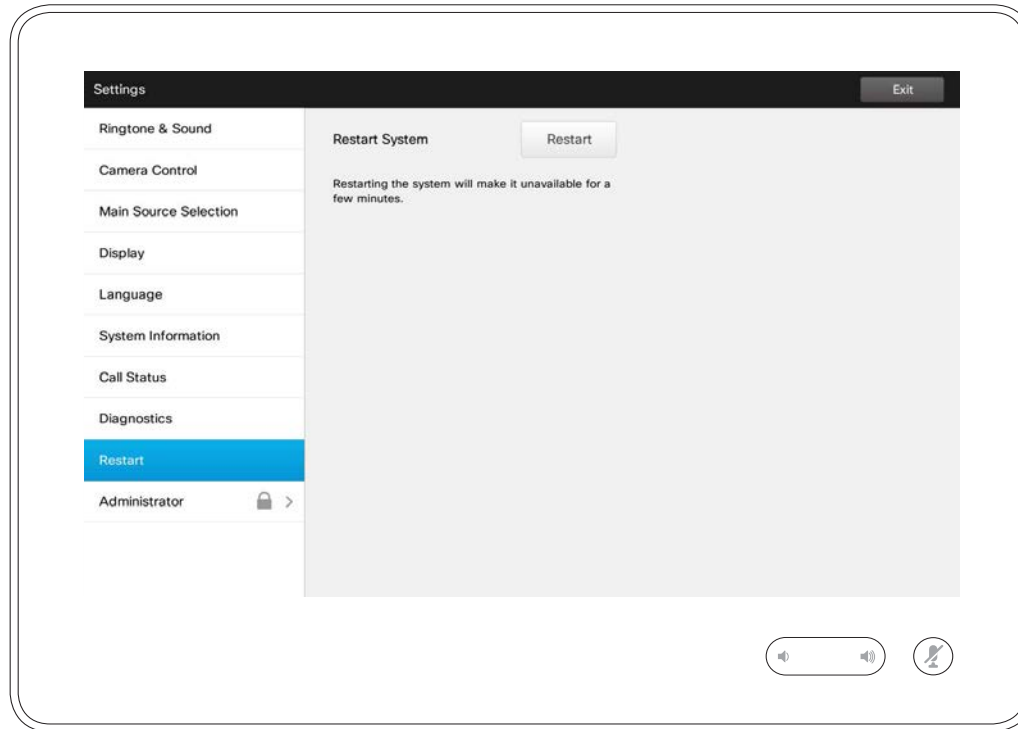 Settings
Exit
Ringtone & Sound
Camera Control
Main Source Selection
Display
Language
System Information
Call Status
Diagnostics
Restart
Administrator
Restart System
Restart
Restarting the system will make it unavailable for a
few minutes.